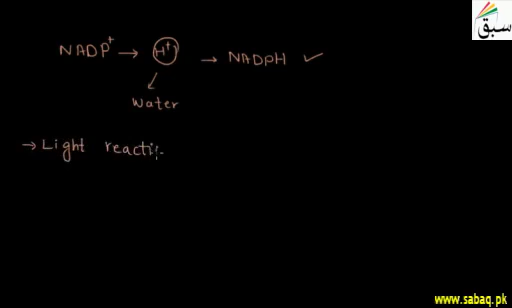 سبق
NADP+ → H+ → NADPH ✓
Water
→ Light reacti
www.sabaq.pk